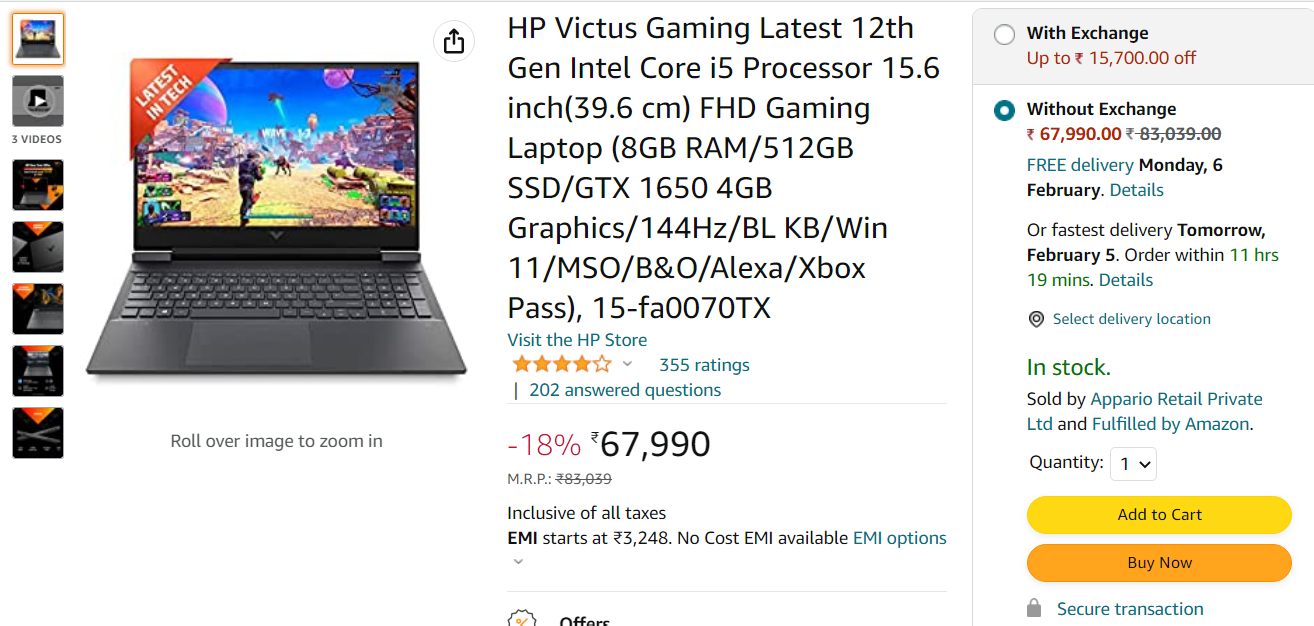 LATEST
IN TECH
3 VIDEOS
Roll over image to zoom in
HP Victus Gaming Latest 12th
Gen Intel Core i5 Processor 15.6
inch(39.6 cm) FHD Gaming
Laptop (8GB RAM/512GB
SSD/GTX 1650 4GB
Graphics/144Hz/BL KB/Win
11/MSO/B&O/Alexa/Xbox
Pass), 15-fa0070TX
Visit the HP Store
355 ratings
| 202 answered questions
-18% ₹67,990
M.R.P.: ₹83,039
Inclusive of all taxes
EMI starts at ₹3,248. No Cost EMI available EMI options
Offers
With Exchange
Up to ₹ 15,700.00 off
Without Exchange
₹ 67,990.00 ₹ 83,039.00
FREE delivery Monday, 6
February. Details
Or fastest delivery Tomorrow,
February 5. Order within 11 hrs
19 mins. Details
Select delivery location
In stock.
Sold by Appario Retail Private
Ltd and Fulfilled by Amazon.
Quantity: 1
Add to Cart
Buy Now
Secure transaction